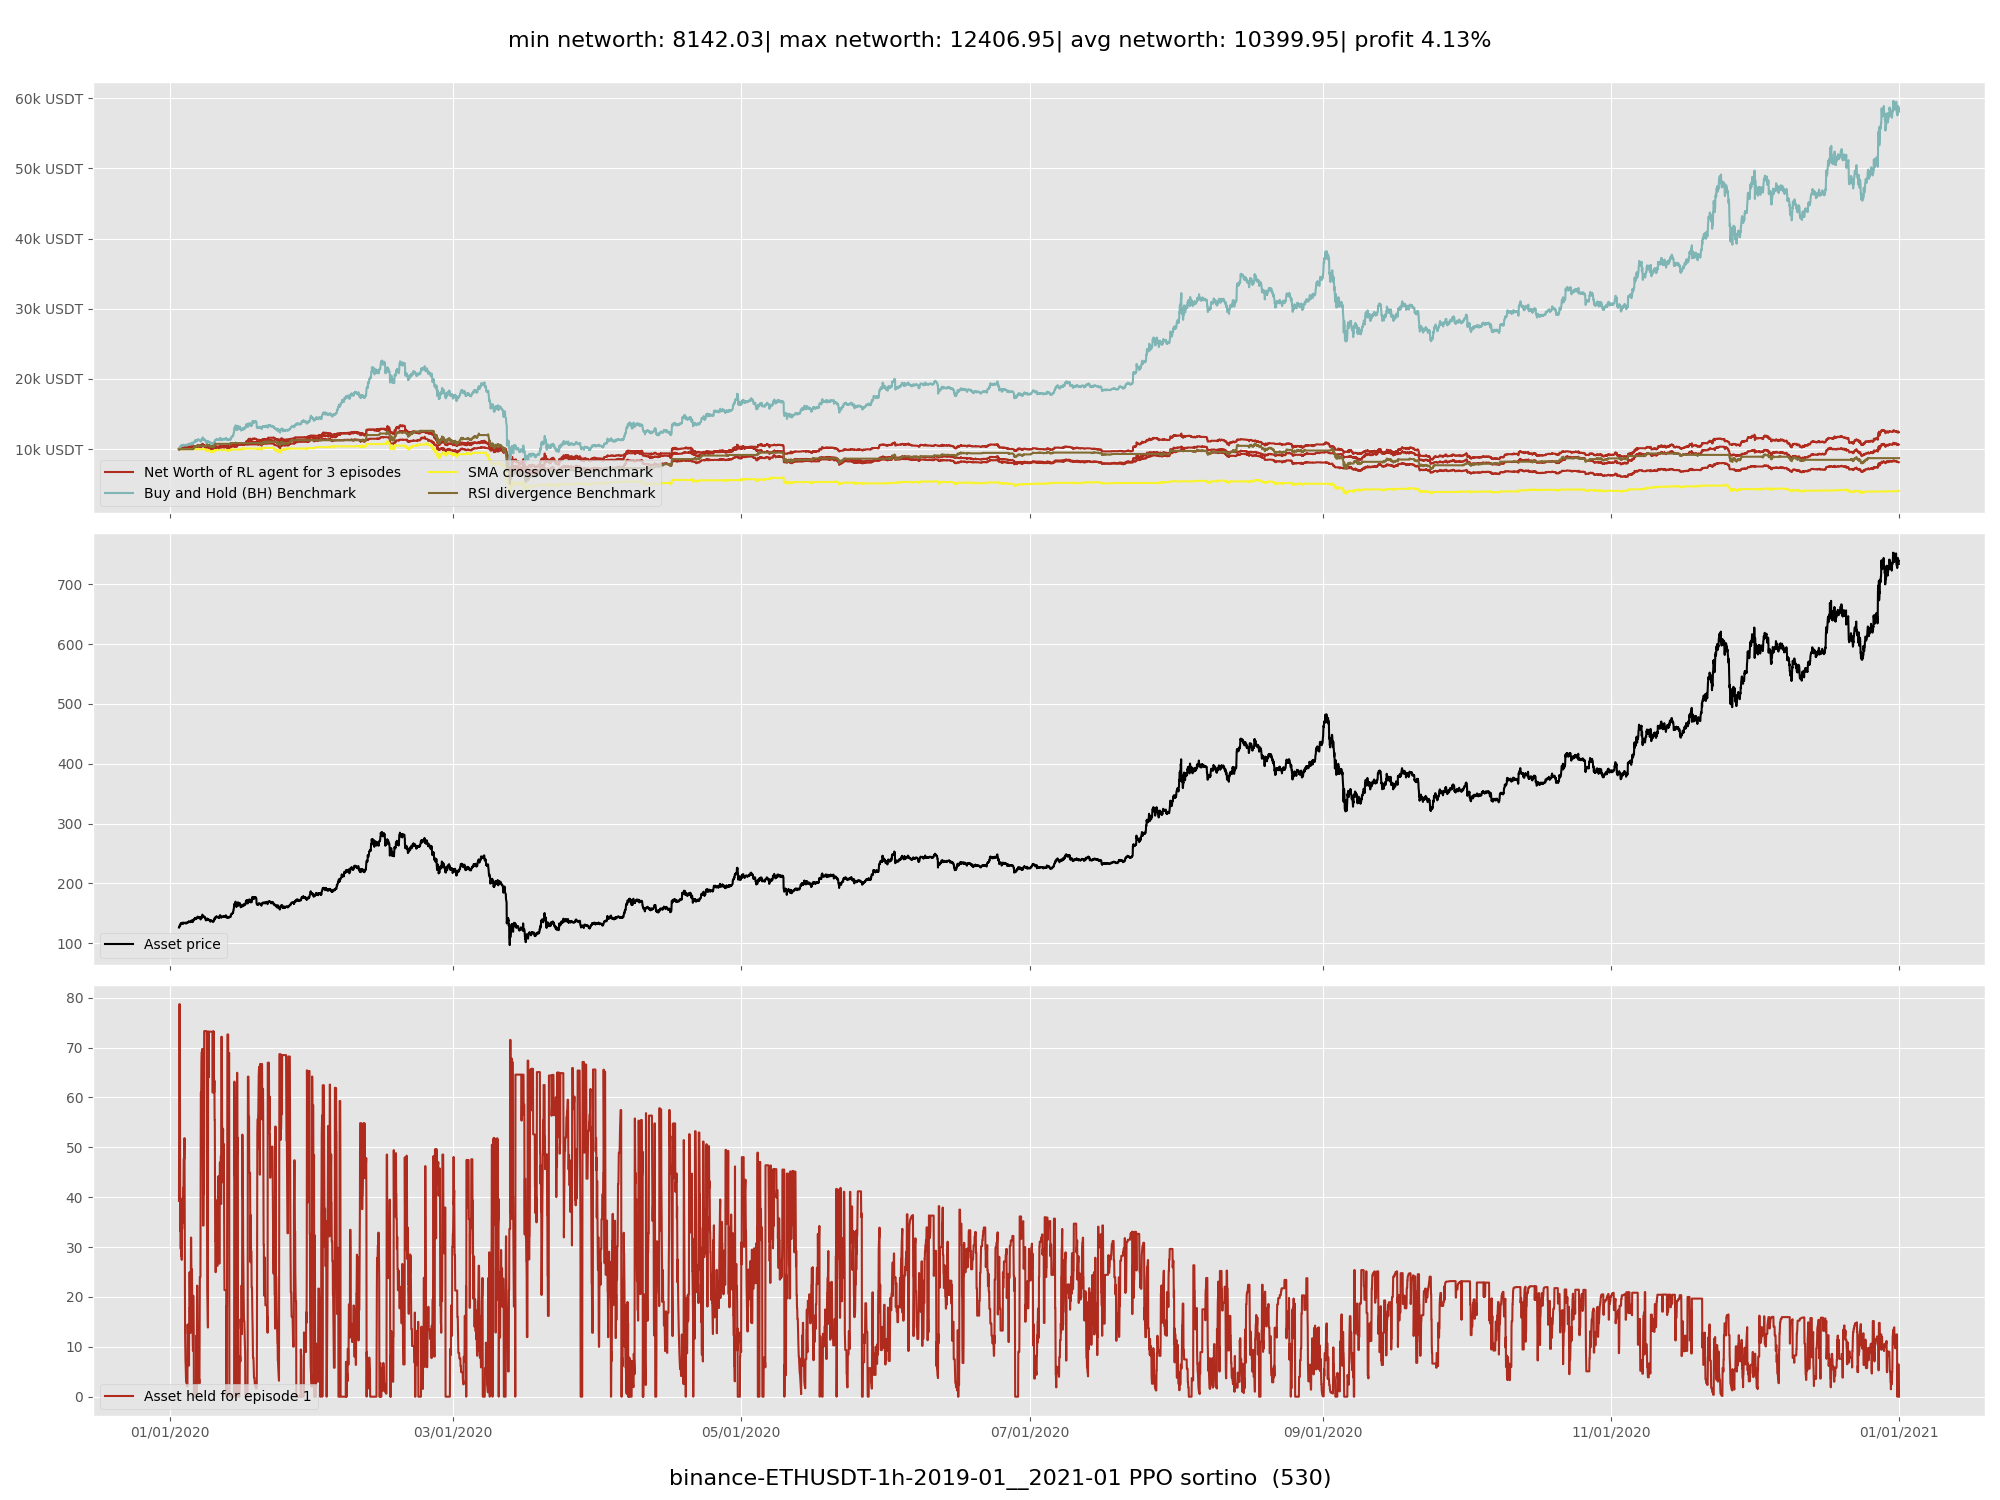 min networth: 8142.03| max networth: 12406.95| avg networth: 10399.95| profit 4.13%
60k USDT
50k USDT
40k USDT
30k USDT
20k USDT
10k USDT
Net Worth of RL agent for 3 episodes
Buy and Hold (BH) Benchmark
SMA crossover Benchmark
RSI divergence Benchmark
700
600
500
400
300
200
100
Asset price
80
70
60
50
40
30
20
10
0
Asset held for episode 1
01/01/2020
03/01/2020
05/01/2020
07/01/2020
09/01/2020
11/01/2020
01/01/2021
binance-ETHUSDT-1h-2019-01__2021-01 PPO sortino  (530)